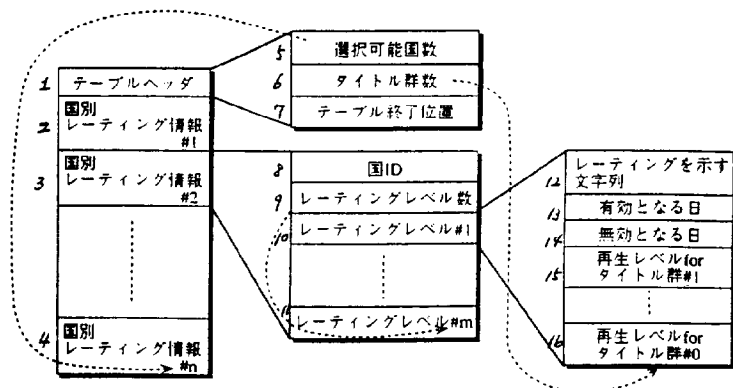 1 テーブルヘッダ
2 国別
レーティング情報
#1
3 国別
レーティング情報
#2
4 国別
レーティング情報
#n
5 選択可能国数
6 タイトル群数
7 テーブル終了位置
8 国ID
9 レーティングレベル数
10 レーティングレベル#1
11 レーティングレベル#m
12 レーティングを示す
文字列
13 有効となる日
14 無効となる日
15 再生レベルfor
タイトル群#1
16 再生レベルfor
タイトル群#0